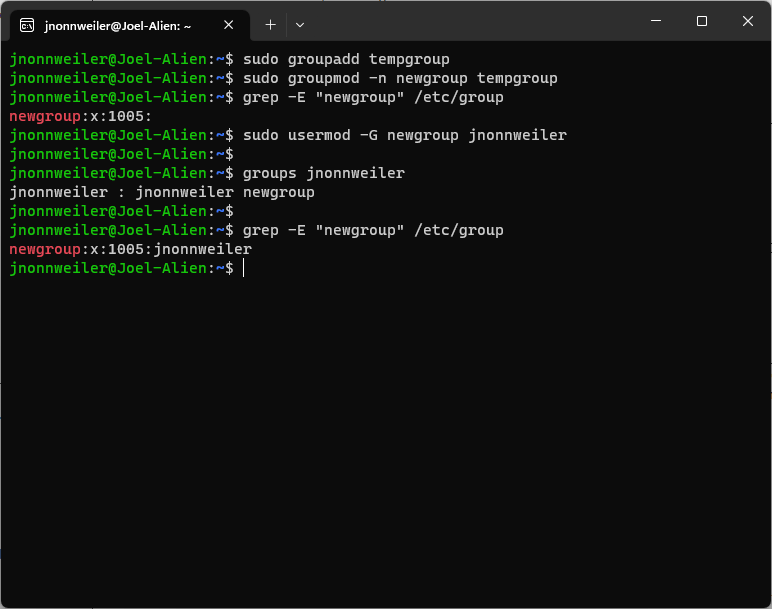 jnonnweiler@Joel-Alien: ~
jnonnweiler@Joel-Alien:~$ sudo groupadd tempgroup
jnonnweiler@Joel-Alien:~$ sudo groupmod -n newgroup tempgroup
jnonnweiler@Joel-Alien:~$ grep -E "newgroup" /etc/group
newgroup:x:1005:
jnonnweiler@Joel-Alien:~$ sudo usermod -G newgroup jnonnweiler
jnonnweiler@Joel-Alien:~$
jnonnweiler@Joel-Alien:~$ groups jnonnweiler
jnonnweiler : jnonnweiler newgroup
jnonnweiler@Joel-Alien:~$
jnonnweiler@Joel-Alien:~$ grep -E "newgroup" /etc/group
newgroup:x:1005:jnonnweiler
jnonnweiler@Joel-Alien:~$